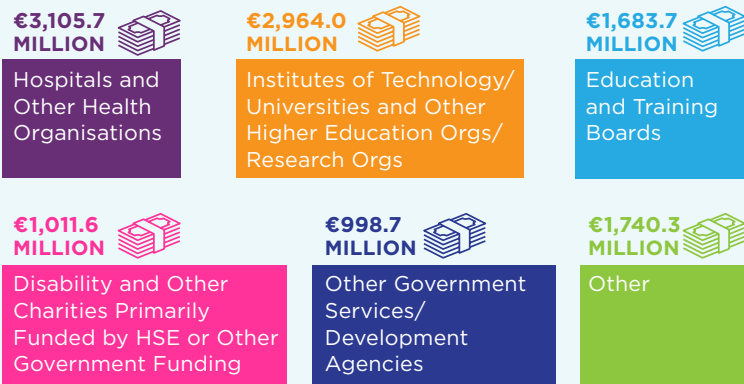 €3,105.7
MILLION
Hospitals and
Other Health
Organisations
€2,964.0
MILLION
Institutes of Technology/
Universities and Other
Higher Education Orgs/
Research Orgs
€1,683.7
MILLION
Education
and Training
Boards
€1,011.6
MILLION
Disability and Other
Charities Primarily
Funded by HSE or Other
Government Funding
€998.7
MILLION
Other Government
Services/
Development
Agencies
€1,740.3
MILLION
Other